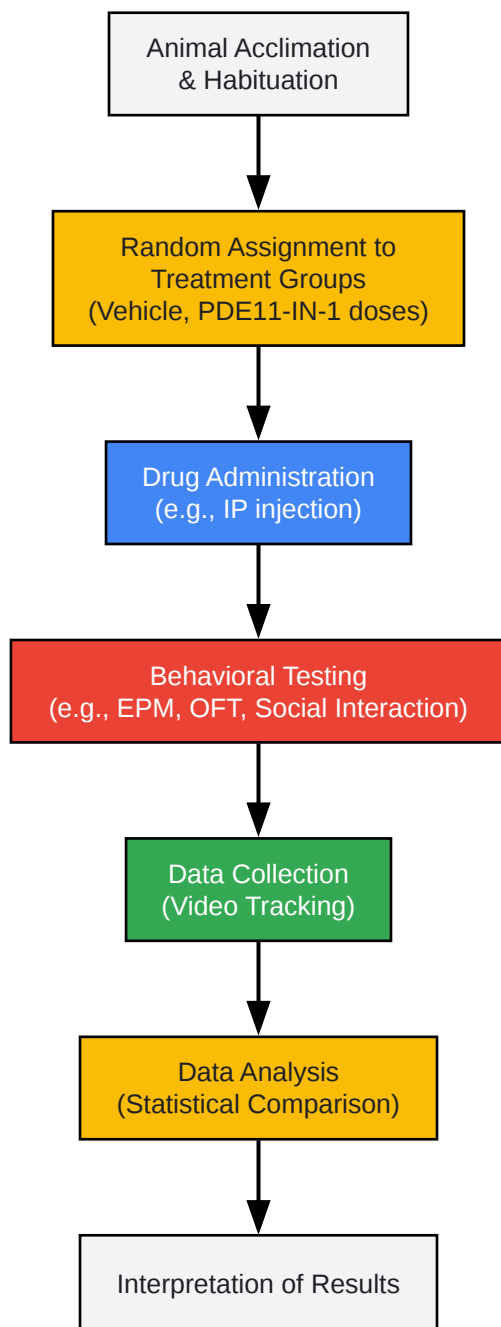 Animal Acclimation
& Habituation
Random Assignment to
Treatment Groups
(Vehicle, PDE11-IN-1 doses)
Drug Administration
(e.g., IP injection)
Behavioral Testing
(e.g., EPM, OFT, Social Interaction)
Data Collection
(Video Tracking)
Data Analysis
(Statistical Comparison)
Interpretation of Results